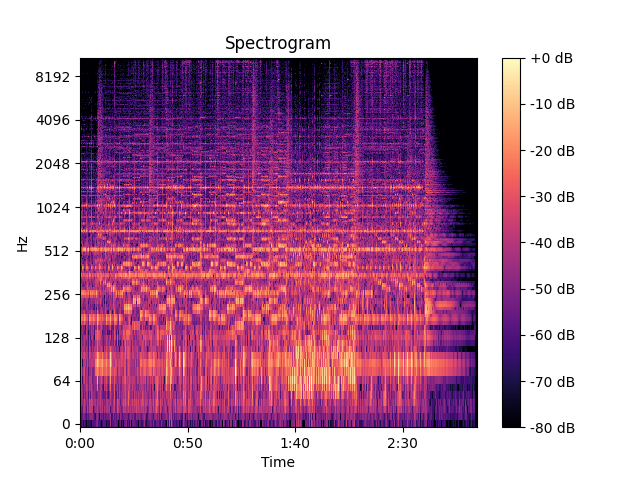 Spectrogram
+0 dB
8192
-10 dB
4096
-20 dB
2048
-30 dB
1024
Hz
-40 dB
512
-50 dB
256
-60 dB
128
64
-70 dB
0
-80 dB
0:00 0:50 1:40 2:30
Time